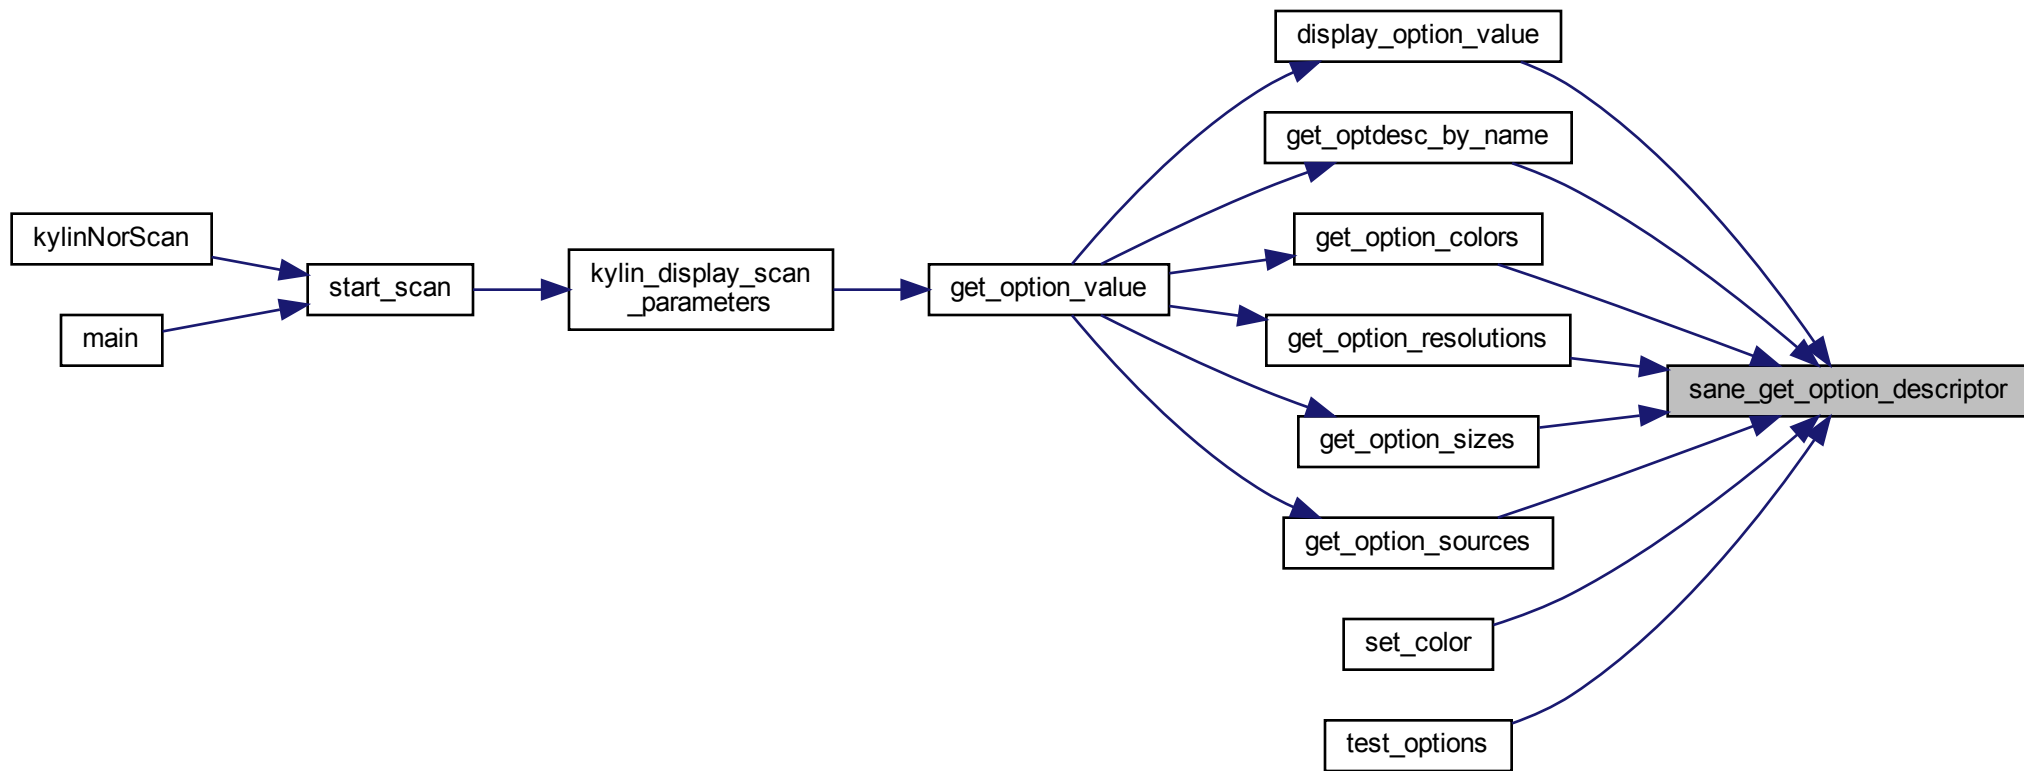 display_option_value
get_optdesc_by_name
kylinNorScan
get_option_colors
kylin_display_scan
_parameters
start_scan
get_option_value
main
get_option_resolutions
sane_get_option_descriptor
get_option_sizes
get_option_sources
set_color
test_options